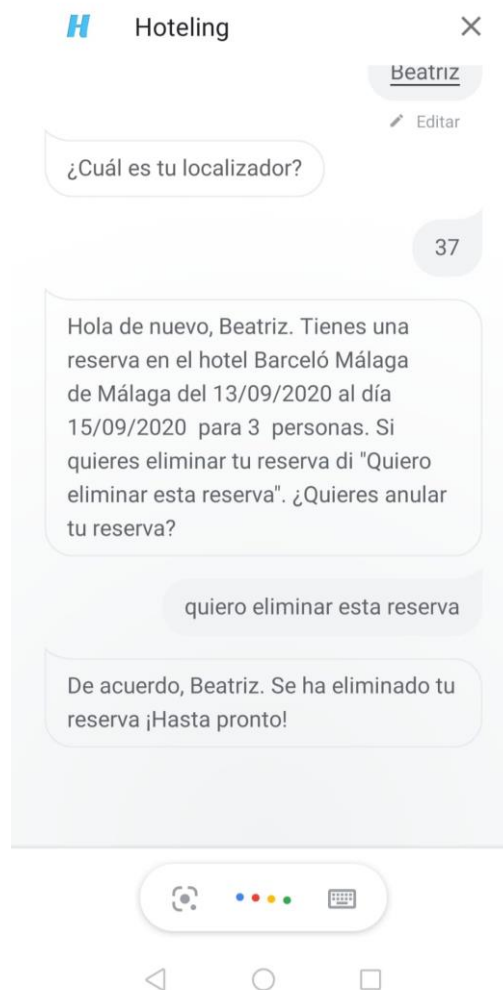 H Hoteling
Beatriz
Editar
¿Cuál es tu localizador?
37
Hola de nuevo, Beatriz. Tienes una
reserva en el hotel Barceló Málaga
de Málaga del 13/09/2020 al día
15/09/2020 para 3 personas. Si
quieres eliminar tu reserva di "Quiero
eliminar esta reserva". ¿Quieres anular
tu reserva?
quiero eliminar esta reserva
De acuerdo, Beatriz. Se ha eliminado tu
reserva ¡Hasta pronto!